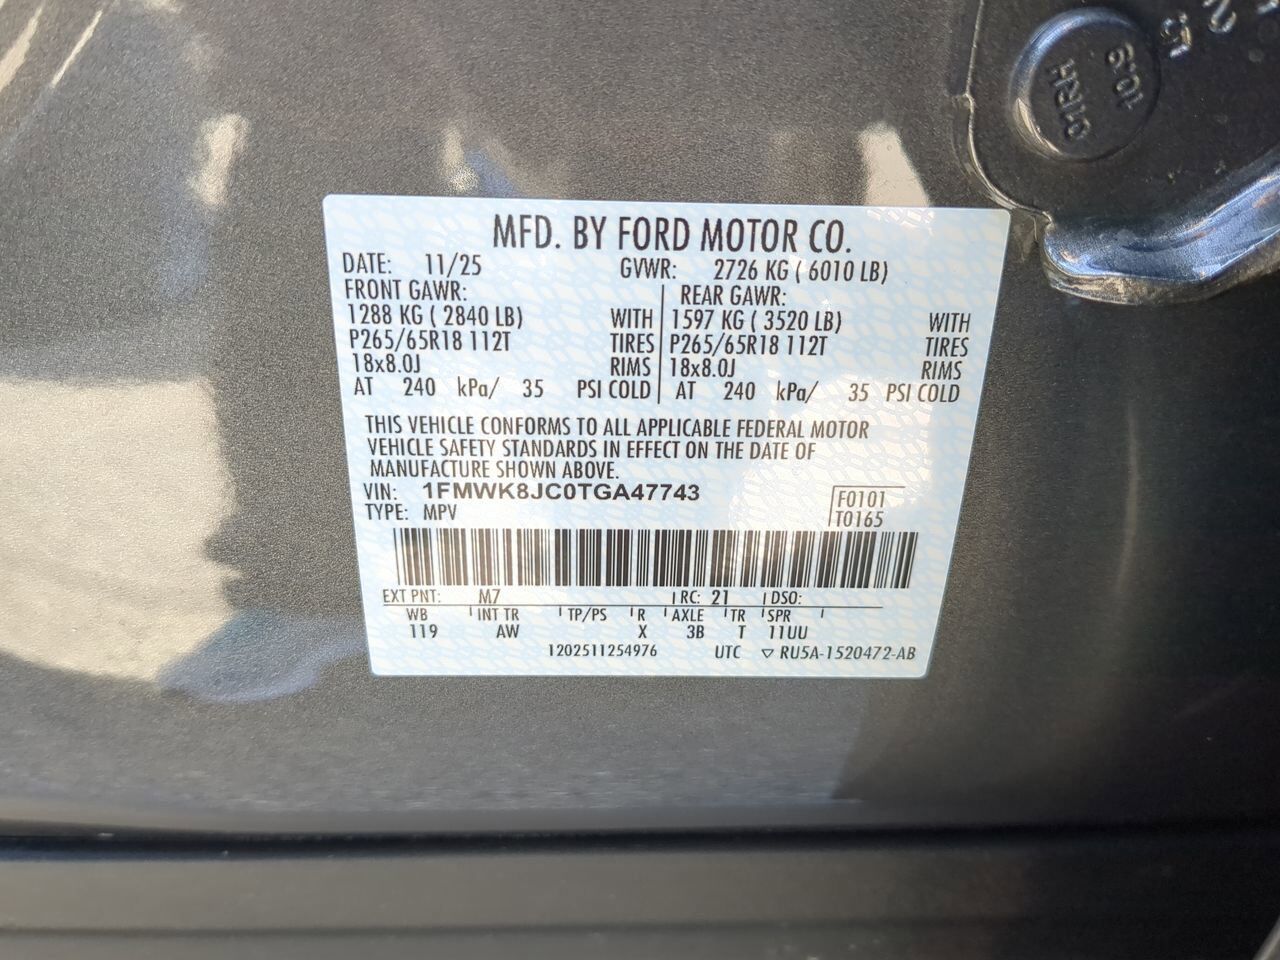 01RH
10.9
MFD. BY FORD MOTOR CO.
DATE: 11/25 GVWR: 2726 KG ( 6010 LB)
FRONT GAWR: REAR GAWR:
1288 KG ( 2840 LB) WITH 1597 KG ( 3520 LB) WITH
P265/65R18 112T TIRES P265/65R18 112T TIRES
18x8.0J RIMS 18x8.0J RIMS
AT 240 kPa/ 35 PSI COLD AT 240 kPa/ 35 PSI COLD
THIS VEHICLE CONFORMS TO ALL APPLICABLE FEDERAL MOTOR
VEHICLE SAFETY STANDARDS IN EFFECT ON THE DATE OF
MANUFACTURE SHOWN ABOVE.
VIN: 1FMWK8JC0TGA47743 F0101
TYPE: MPV T0165
EXT PNT: M7 RC: 21 DSO:
WB INT TR TP/PS R AXLE TR SPR
119 AW X 3B T 11UU
1202511254976 UTC ▽ RU5A-1520472-AB